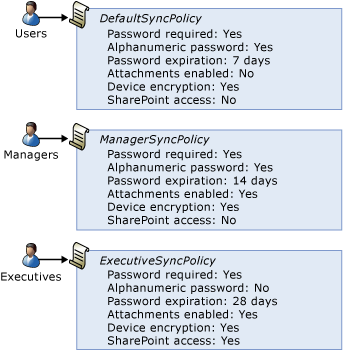 DefaultSyncPolicy
Users
Password required: Yes
Alphanumeric password: Yes
Password expiration: 7 days
Attachments enabled: No
Device encryption: Yes
SharePoint access: No
ManagerSyncPolicy
Managers
Password required: Yes
Alphanumeric password: Yes
Password expiration: 14 days
Attachments enabled: Yes
Device encryption: Yes
SharePoint access: No
ExecutiveSyncPolicy
Executives
Password required: Yes
Alphanumeric password: No
Password expiration: 28 days
Attachments enabled: Yes
Device encryption: Yes
SharePoint access: Yes